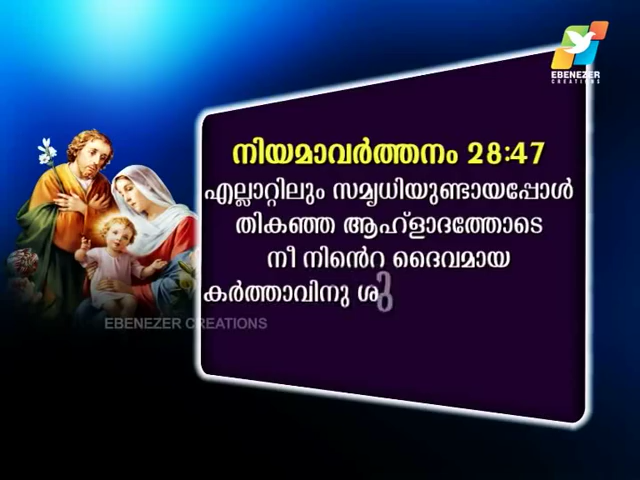 EBENEZER
CREATIONS
നിയമാവർത്തനം 28:47
എല്ലാറ്റിലും സമൃധിയുണ്ടായപ്പോൾ
തികഞ്ഞ ആഹ്ളാദത്തോടെ
നീ നിൻെറ ദൈവമായ
കർത്താവിനു ശു
EBENEZER CREATIONS